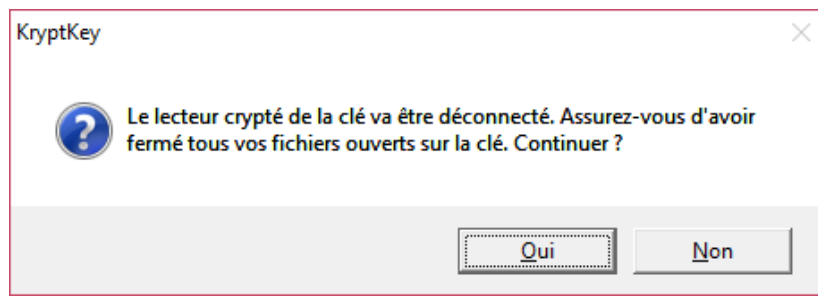 KryptKey
Le lecteur crypté de la clé va être déconnecté. Assurez-vous d'avoir
fermé tous vos fichiers ouverts sur la clé. Continuer ?
Oui
Non